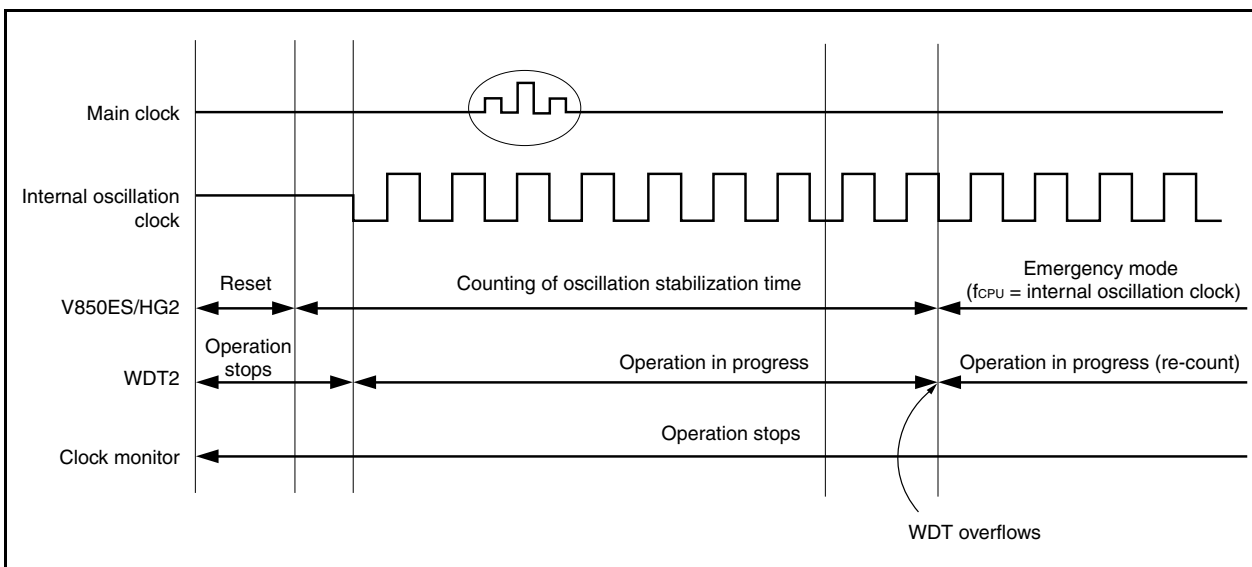 Main clock
Internal oscillation
clock
Reset
Counting of oscillation stabilization time
Emergency mode
(fCPU = internal oscillation clock)
V850ES/HG2
Operation
stops
Operation in progress
Operation in progress (re-count)
WDT2
Operation stops
Clock monitor
WDT overflows